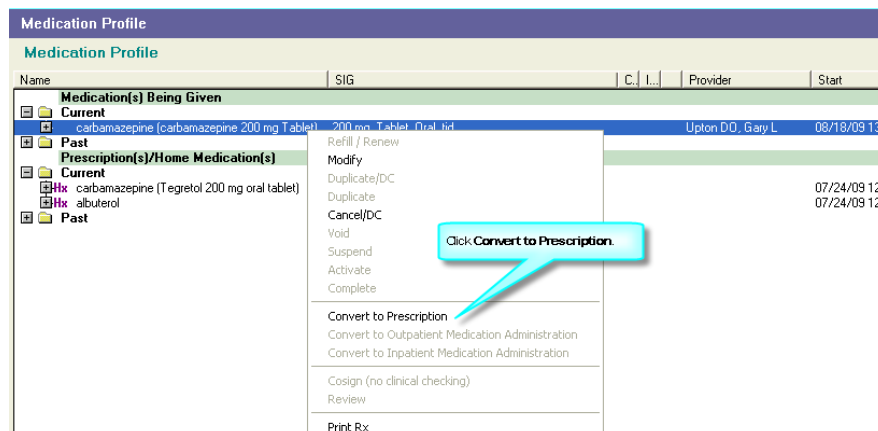 Medication Profile
Medication Profile
Name SIG C.. I... Provider Start
Medication(s) Being Given
Current
carbamazepine (carbamazepine 200 mg Tablet) 200 mg, Tablet, Oral, tid Upton DO, Gary L 08/18/09 13
Past
Prescription(s)/Home Medication(s)
Current
Hx carbamazepine (Tegretol 200 mg oral tablet) 07/24/09 12
Hx albuterol 07/24/09 12
Past
Refill / Renew
Modify
Duplicate/DC
Duplicate
Cancel/DC
Void
Suspend
Activate
Complete
Convert to Prescription
Convert to Outpatient Medication Administration
Convert to Inpatient Medication Administration
Cosign (no clinical checking)
Review
Print Rx
Click Convert to Prescription.